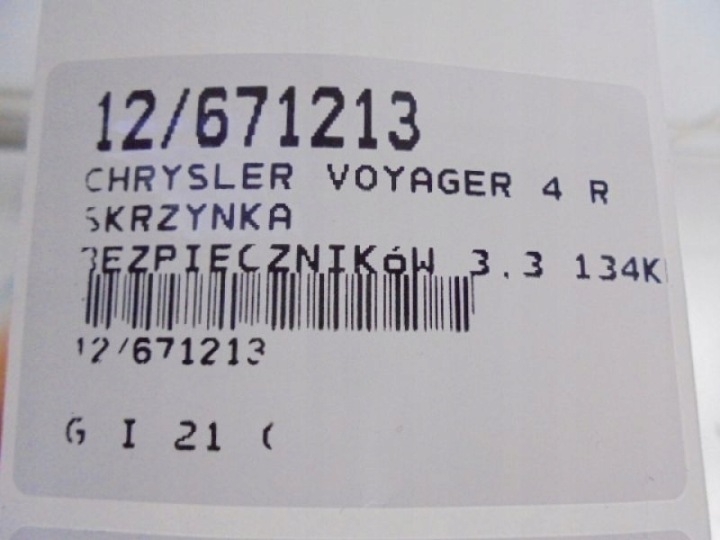 12/671213
CHRYSLER VOYAGER 4 R
SKRZYNKA
BEZPIECZNIKóW 3.3 134K
12/671213
G I 21 (